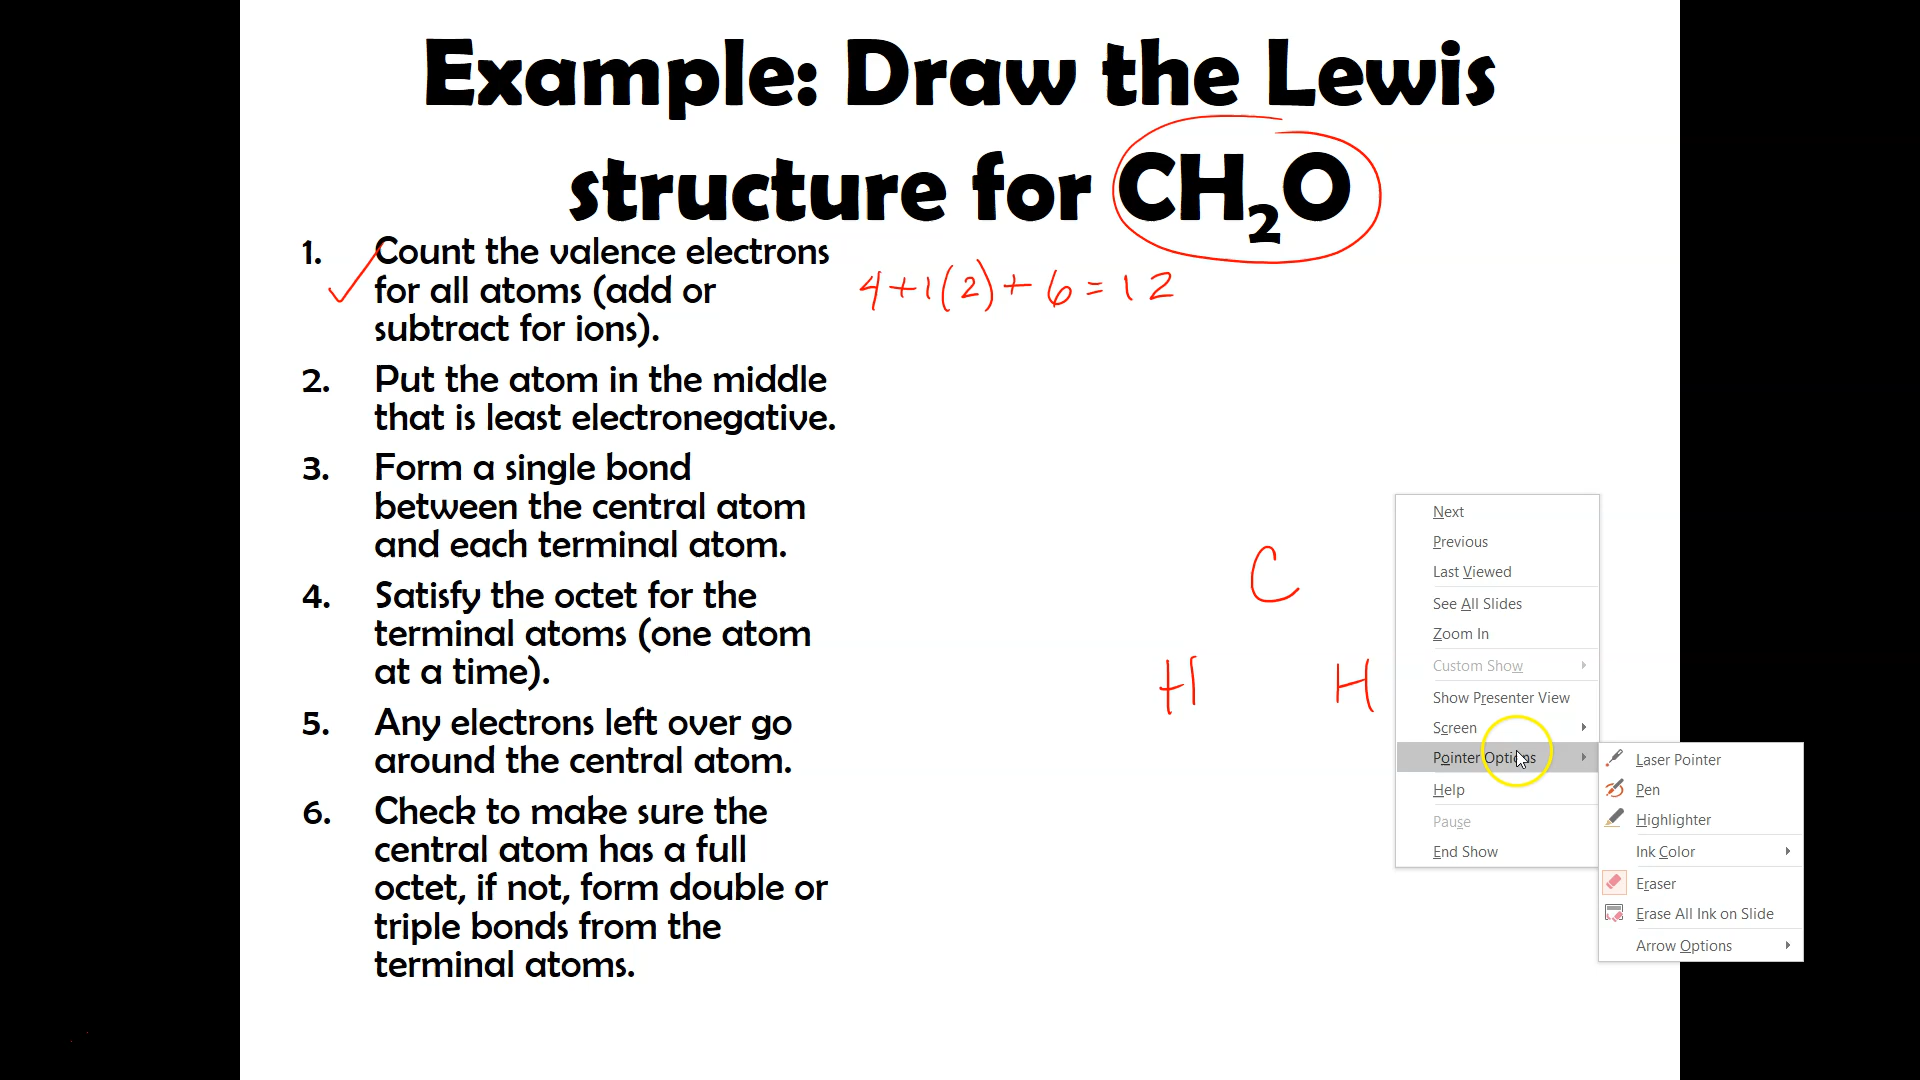 Example: Draw the Lewis
structure for CH₂O
1. Count the valence electrons
for all atoms (add or
subtract for ions).
4+1(2)+6=12
2. Put the atom in the middle
that is least electronegative.
3. Form a single bond
between the central atom
and each terminal atom.
4. Satisfy the octet for the
terminal atoms (one atom
at a time).
5. Any electrons left over go
around the central atom.
6. Check to make sure the
central atom has a full
octet, if not, form double or
triple bonds from the
terminal atoms.
C
H H
Next
Previous
Last Viewed
See All Slides
Zoom In
Custom Show
Show Presenter View
Screen
Pointer Options
Help
Pause
End Show
Laser Pointer
Pen
Highlighter
Ink Color
Eraser
Erase All Ink on Slide
Arrow Options